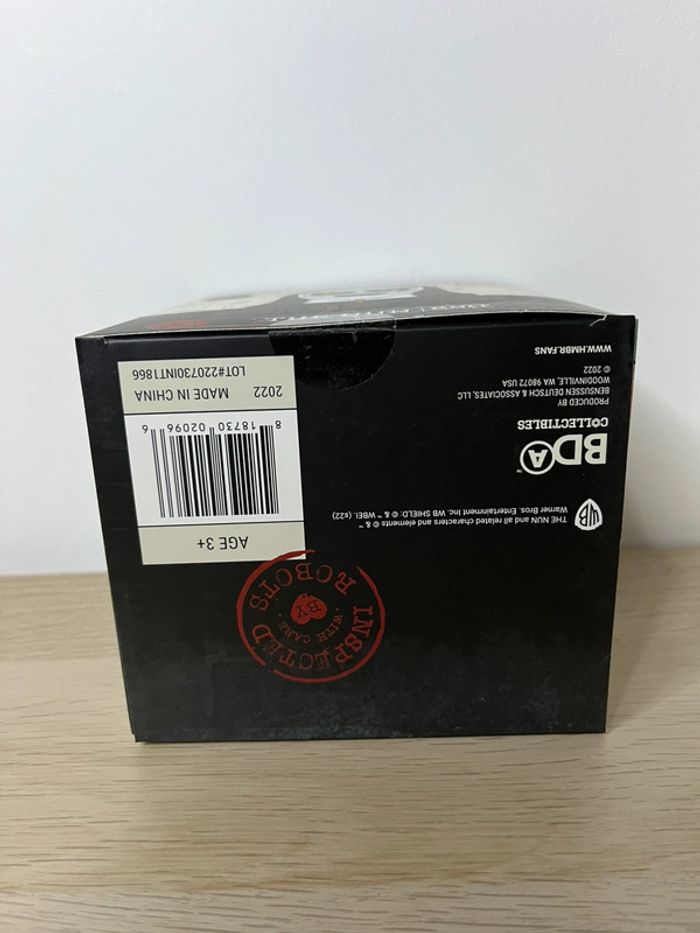 AGE 3+
8 18730 02096 6
2022 MADE IN CHINA
LOT#220730INT1866
INSPECTED
WITH CARE
BY
ROBOTS
WB
THE NUN and all related characters and elements © & ™
Warner Bros. Entertainment Inc. WB SHIELD: © & ™ WBEI. (s22)
BDA™
COLLECTIBLES
PRODUCED BY
BENSUSSEN DEUTSCH & ASSOCIATES, LLC
WOODINVILLE, WA 98072 USA
© 2022
WWW.HMBR.FANS